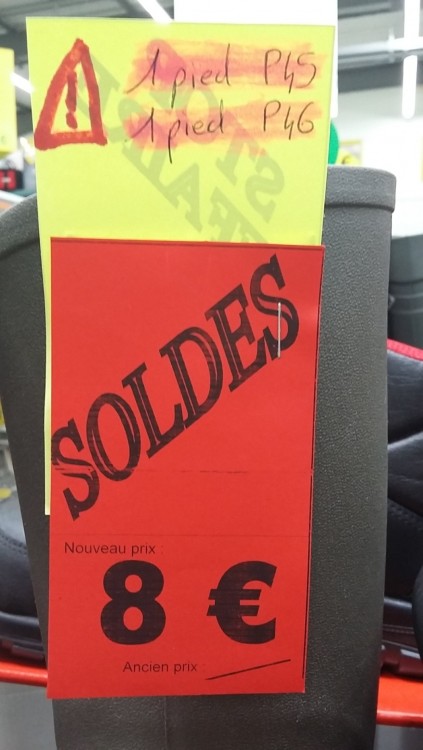 1 pied P45
1 pied P46
SOLDES
Nouveau prix :
8 €
Ancien prix :